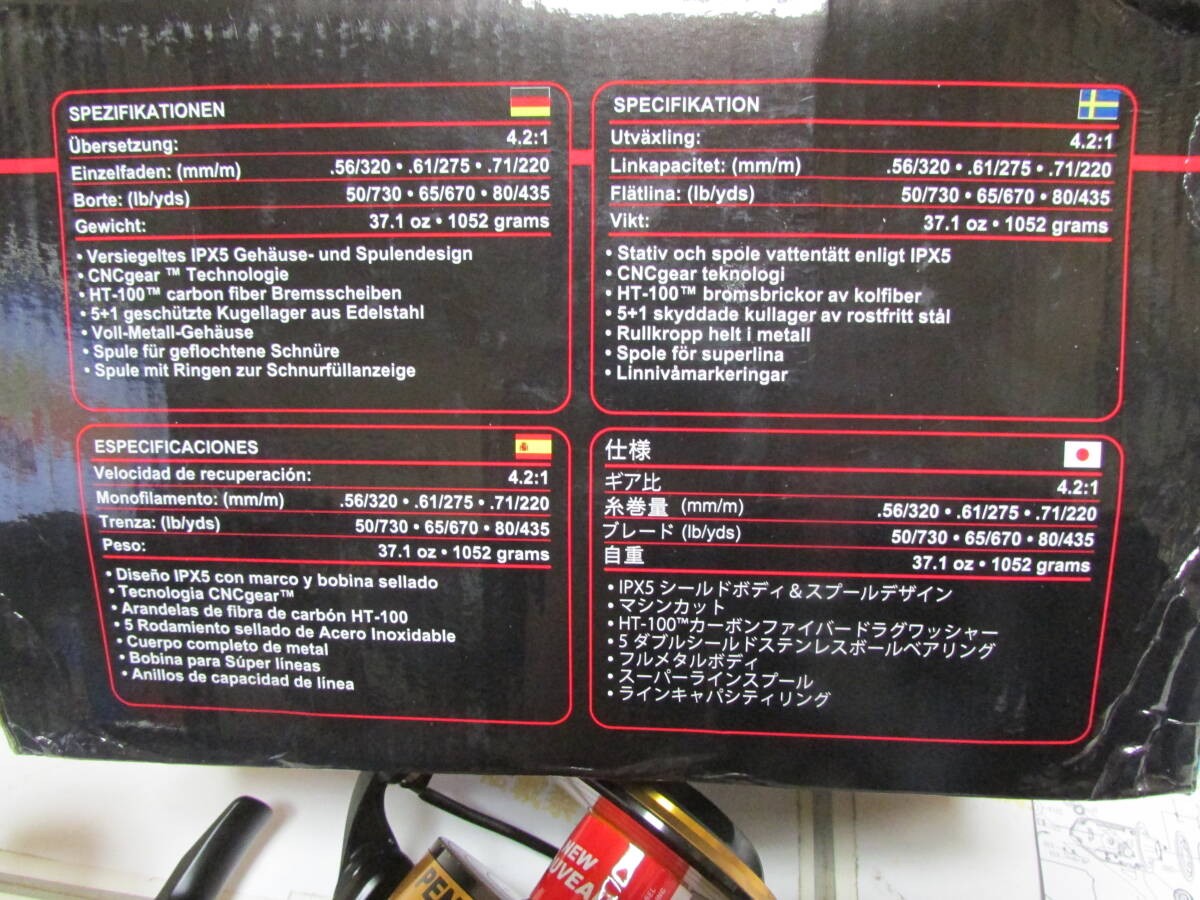 SPEZIFIKATIONEN
Übersetzung: 4.2:1
Einzelfaden: (mm/m) .56/320 • .61/275 • .71/220
Borte: (lb/yds) 50/730 • 65/670 • 80/435
Gewicht: 37.1 oz • 1052 grams
• Versiegeltes IPX5 Gehäuse- und Spulendesign
• CNCgear ™ Technologie
• HT-100™ carbon fiber Bremsscheiben
• 5+1 geschützte Kugellager aus Edelstahl
• Voll-Metall-Gehäuse
• Spule für geflochtene Schnüre
• Spule mit Ringen zur Schnurfüllanzeige
SPECIFIKATION
Utväxling: 4.2:1
Linkapacitet: (mm/m) .56/320 • .61/275 • .71/220
Flätlina: (lb/yds) 50/730 • 65/670 • 80/435
Vikt: 37.1 oz • 1052 grams
• Stativ och spole vattentätt enligt IPX5
• CNCgear teknologi
• HT-100™ bromsbrickor av kolfiber
• 5+1 skyddade kullager av rostfritt stål
• Rullkropp helt i metall
• Spole för superlina
• Linnivåmarkeringar
ESPECIFICACIONES
Velocidad de recuperación: 4.2:1
Monofilamento: (mm/m) .56/320 • .61/275 • .71/220
Trenza: (lb/yds) 50/730 • 65/670 • 80/435
Peso: 37.1 oz • 1052 grams
• Diseño IPX5 con marco y bobina sellado
• Tecnologia CNCgear™
• Arandelas de fibra de carbón HT-100
• 5 Rodamiento sellado de Acero Inoxidable
• Cuerpo completo de metal
• Bobina para Súper líneas
• Anillos de capacidad de línea
仕様
ギア比 4.2:1
糸巻量 (mm/m) .56/320 • .61/275 • .71/220
ブレード (lb/yds) 50/730 • 65/670 • 80/435
自重 37.1 oz • 1052 grams
• IPX5 シールドボディ＆スプールデザイン
• マシンカット
• HT-100™カーボンファイバードラグワッシャー
• 5 ダブルシールドステンレスボールベアリング
• フルメタルボディ
• スーパーラインスプール
• ラインキャパシティリング
PEN
NEW
UVEA